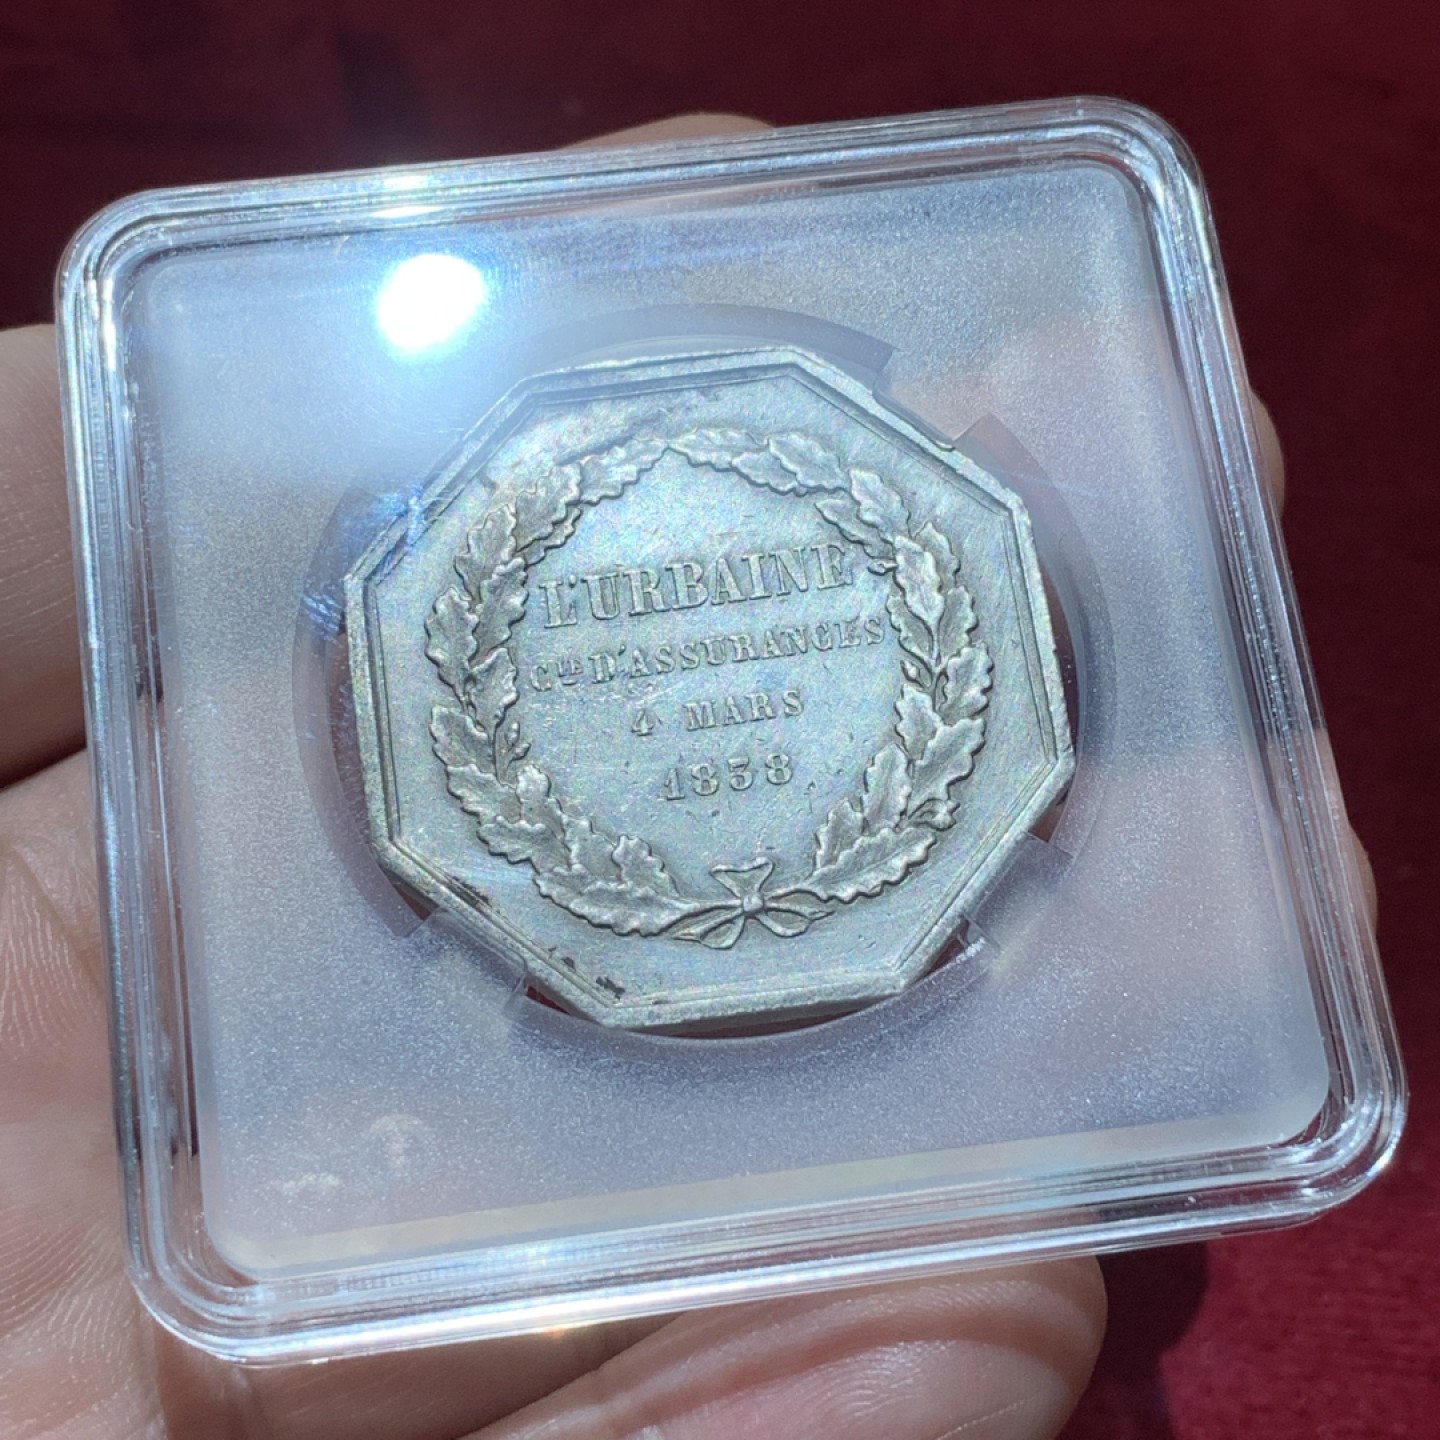 L'URBAINE
CIE D'ASSURANCES
4 MARS
1838